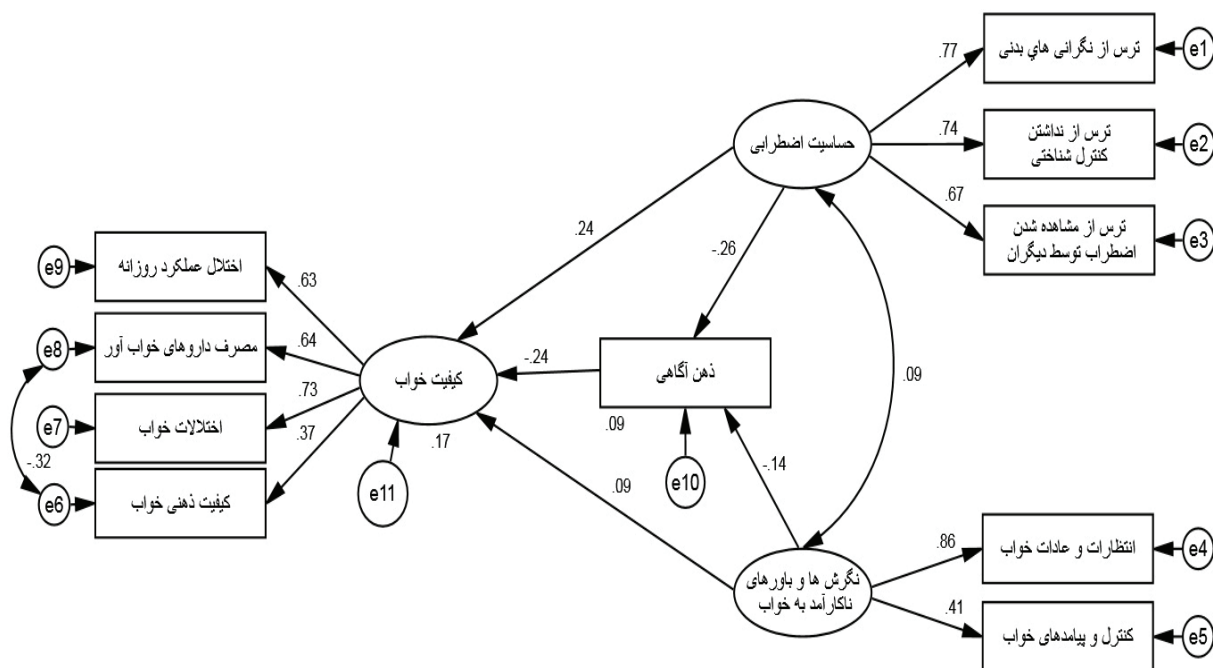 ترس از نگرانی هاي بدنی
e1
.77
ترس از نداشتن
کنترل شناختی
e2
.74
حساسیت اضطرابی
ترس از مشاهده شدن
اضطراب توسط دیگران
e3
.67
.24
-.26
.09
اختلال عملکرد روزانه
e9
.63
مصرف داروهای خواب آور
e8
.64
کیفیت خواب
.17
-.24
ذهن آگاهی
.09
اختلالات خواب
e7
.73
-.32
کیفیت ذهنی خواب
e6
.37
e11
e10
-.14
.09
نگرش ها و باورهای
ناکارآمد به خواب
.86
انتظارات و عادات خواب
e4
.41
کنترل و پیامدهای خواب
e5